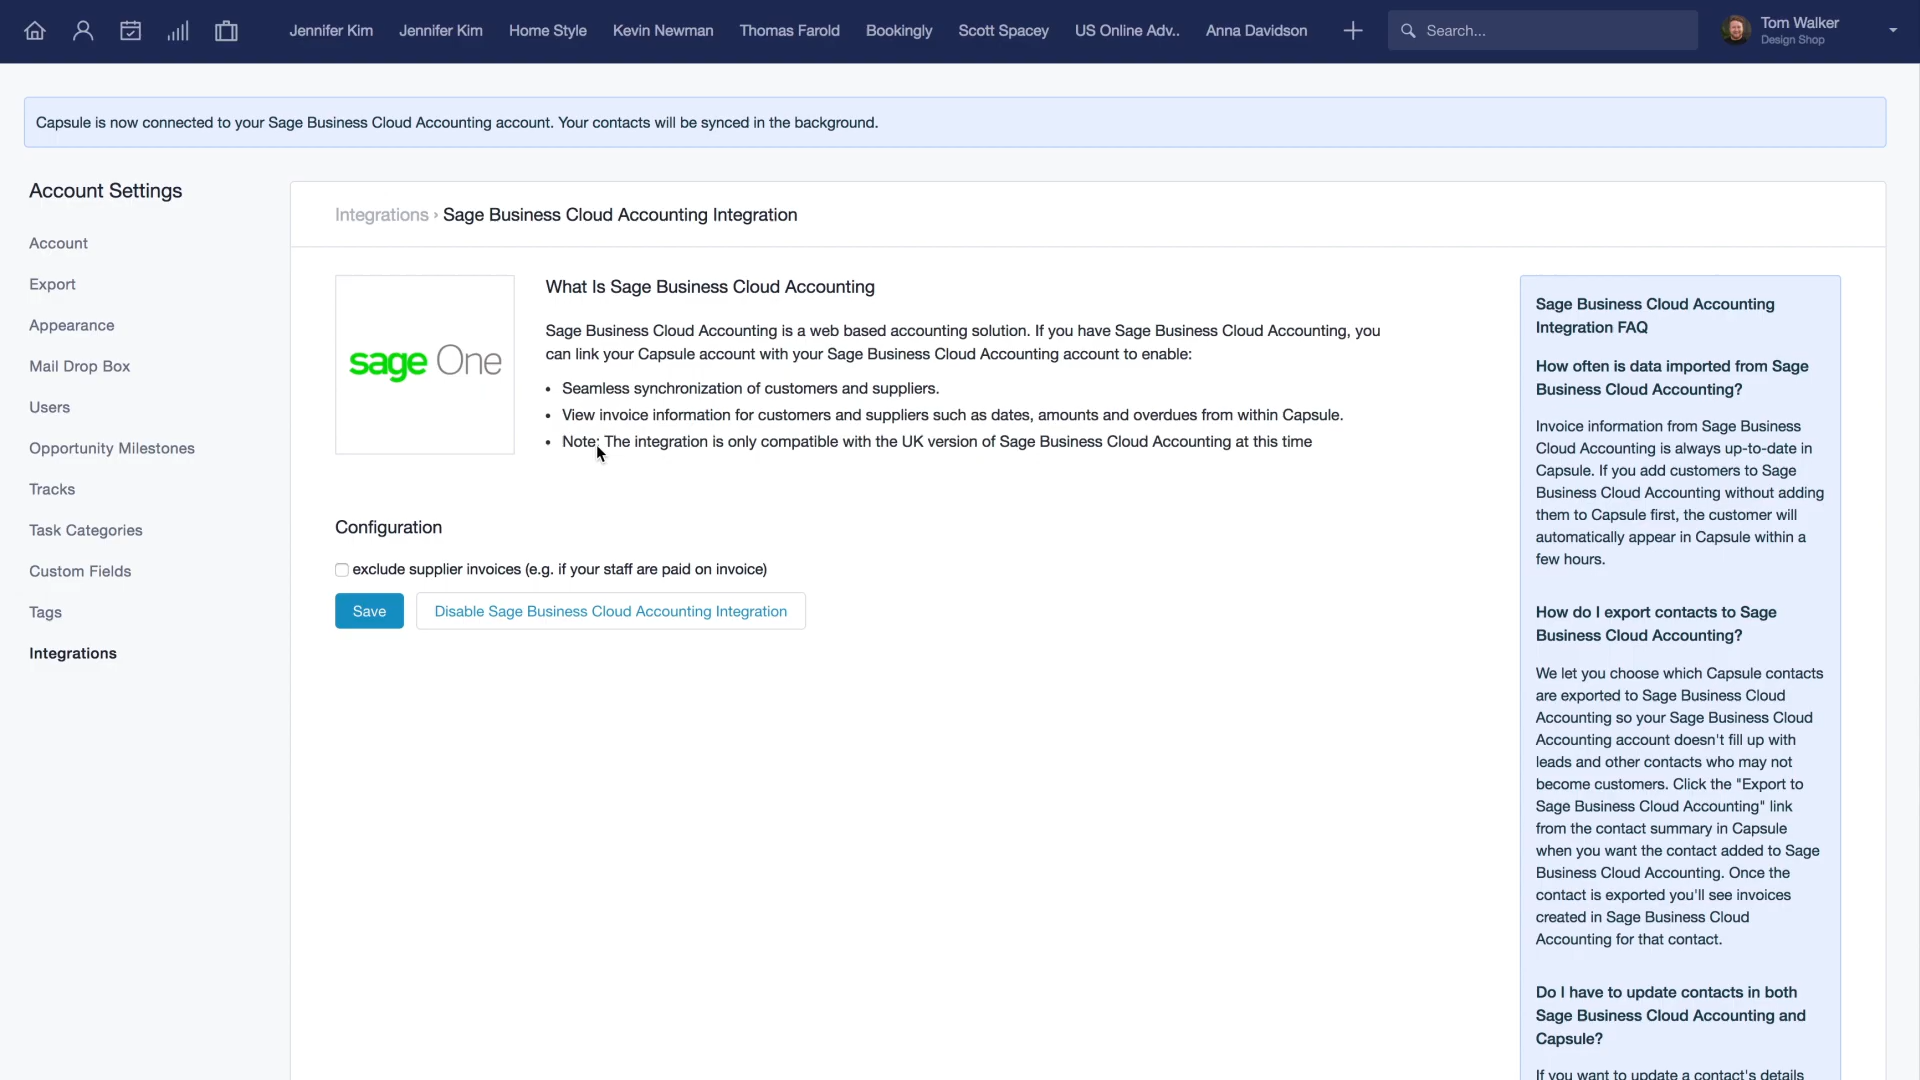 Jennifer Kim
Jennifer Kim
Home Style
Kevin Newman
Thomas Farold
Bookingly
Scott Spacey
US Online Adv..
Anna Davidson
Search...
Tom Walker
Design Shop
Capsule is now connected to your Sage Business Cloud Accounting account. Your contacts will be synced in the background.
Account Settings
Account
Export
Appearance
Mail Drop Box
Users
Opportunity Milestones
Tracks
Task Categories
Custom Fields
Tags
Integrations
Integrations › Sage Business Cloud Accounting Integration
sage One
What Is Sage Business Cloud Accounting
Sage Business Cloud Accounting is a web based accounting solution. If you have Sage Business Cloud Accounting, you
can link your Capsule account with your Sage Business Cloud Accounting account to enable:
• Seamless synchronization of customers and suppliers.
• View invoice information for customers and suppliers such as dates, amounts and overdues from within Capsule.
• Note: The integration is only compatible with the UK version of Sage Business Cloud Accounting at this time
Configuration
exclude supplier invoices (e.g. if your staff are paid on invoice)
Save
Disable Sage Business Cloud Accounting Integration
Sage Business Cloud Accounting
Integration FAQ
How often is data imported from Sage
Business Cloud Accounting?
Invoice information from Sage Business
Cloud Accounting is always up-to-date in
Capsule. If you add customers to Sage
Business Cloud Accounting without adding
them to Capsule first, the customer will
automatically appear in Capsule within a
few hours.
How do I export contacts to Sage
Business Cloud Accounting?
We let you choose which Capsule contacts
are exported to Sage Business Cloud
Accounting so your Sage Business Cloud
Accounting account doesn't fill up with
leads and other contacts who may not
become customers. Click the "Export to
Sage Business Cloud Accounting" link
from the contact summary in Capsule
when you want the contact added to Sage
Business Cloud Accounting. Once the
contact is exported you'll see invoices
created in Sage Business Cloud
Accounting for that contact.
Do I have to update contacts in both
Sage Business Cloud Accounting and
Capsule?
If you want to update a contact's details